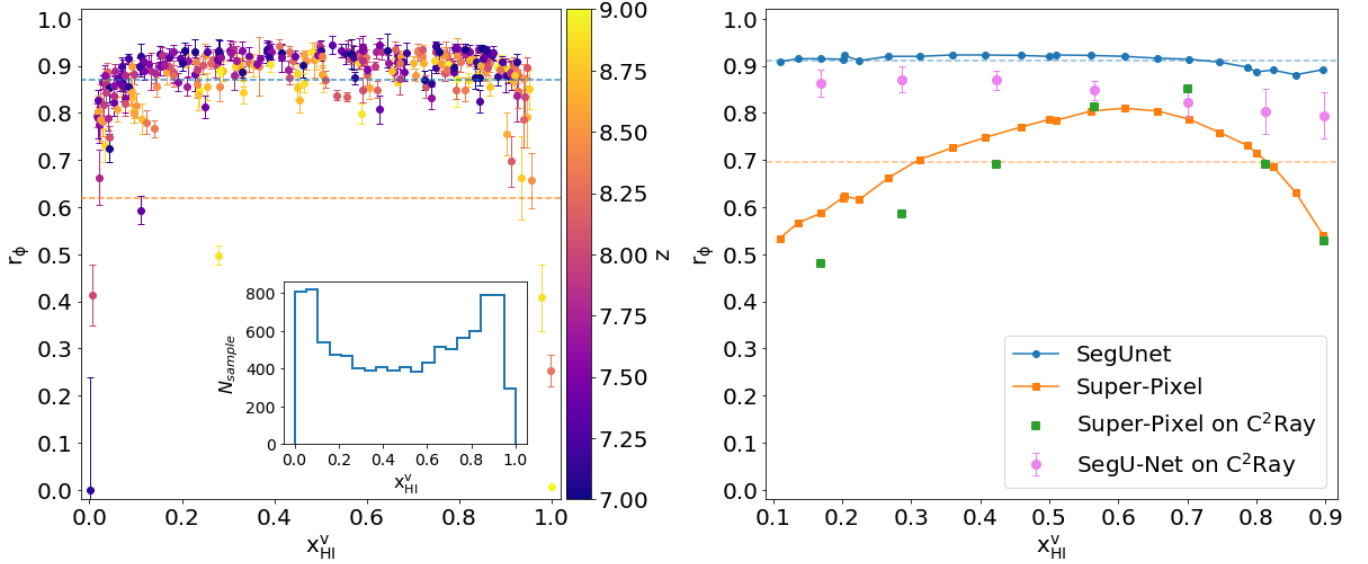 1.0
0.9
0.8
0.7
0.6
0.5
0.4
0.3
0.2
0.1
0.0
r_ϕ
0.0 0.2 0.4 0.6 0.8 1.0
x^v_HI
800
600
400
200
0
N_sample
0.0 0.2 0.4 0.6 0.8 1.0
x^v_HI
9.00
8.75
8.50
8.25
8.00
7.75
7.50
7.25
7.00
z
1.0
0.9
0.8
0.7
0.6
0.5
0.4
0.3
0.2
0.1
0.0
r_ϕ
0.1 0.2 0.3 0.4 0.5 0.6 0.7 0.8 0.9
x^v_HI
SegUnet
Super-Pixel
Super-Pixel on C²Ray
SegU-Net on C²Ray